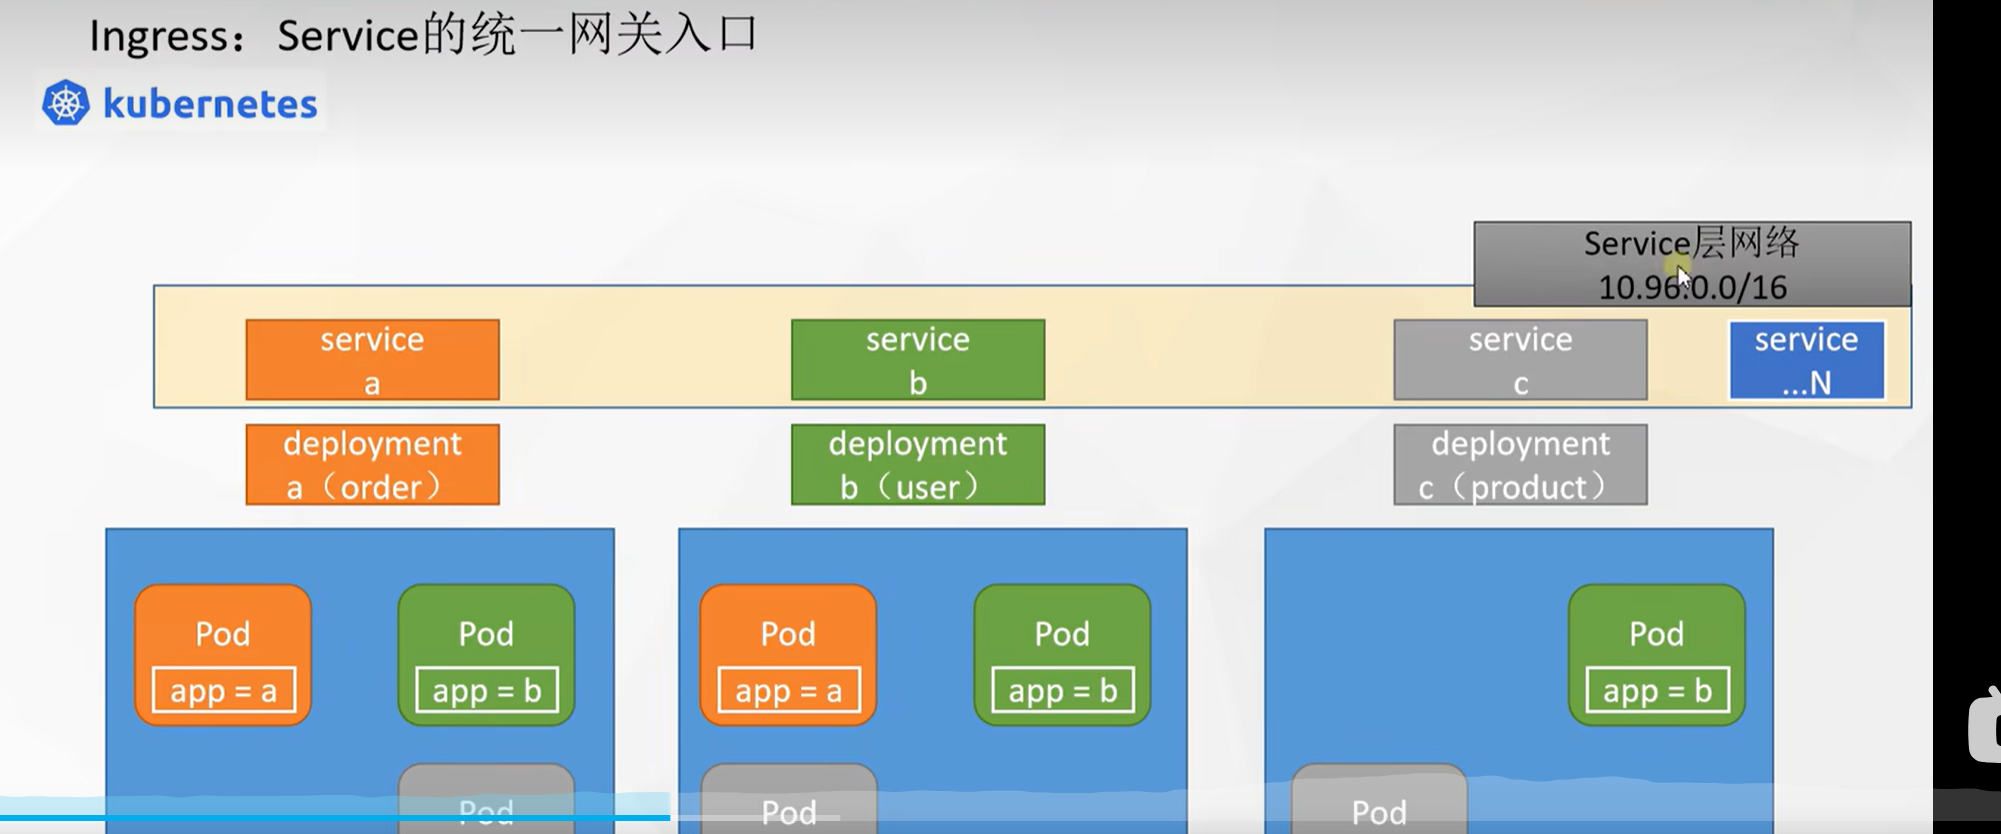 Ingress：Service的统一网关入口
kubernetes
Service层网络
10.96.0.0/16
service
a
service
b
service
c
service
...N
deployment
a（order）
deployment
b（user）
deployment
c（product）
Pod
app = a
Pod
app = b
Pod
app = a
Pod
app = b
Pod
app = b
Pod
Pod
Pod